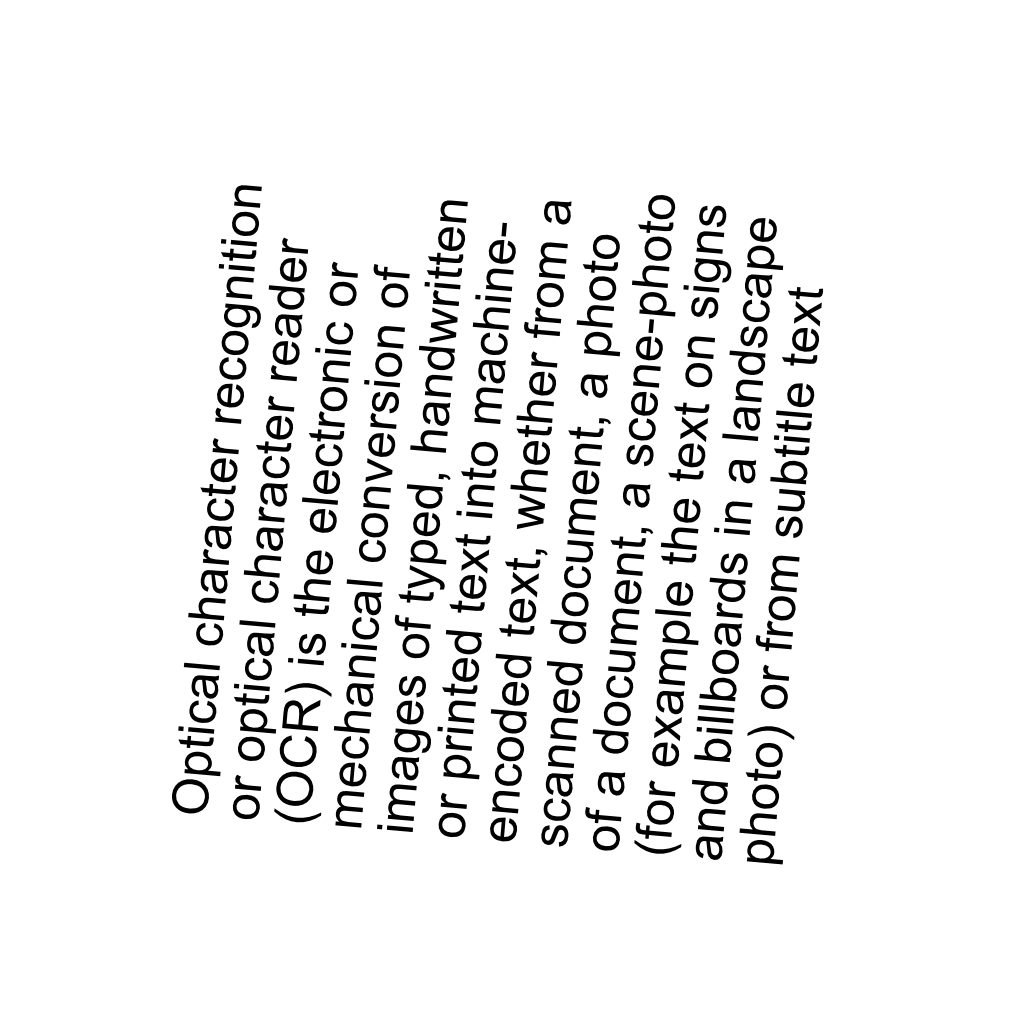 Optical character recognition
or optical character reader
(OCR) is the electronic or
mechanical conversion of
images of typed, handwritten
or printed text into machine-
encoded text, whether from a
scanned document, a photo
of a document, a scene-photo
(for example the text on signs
and billboards in a landscape
photo) or from subtitle text